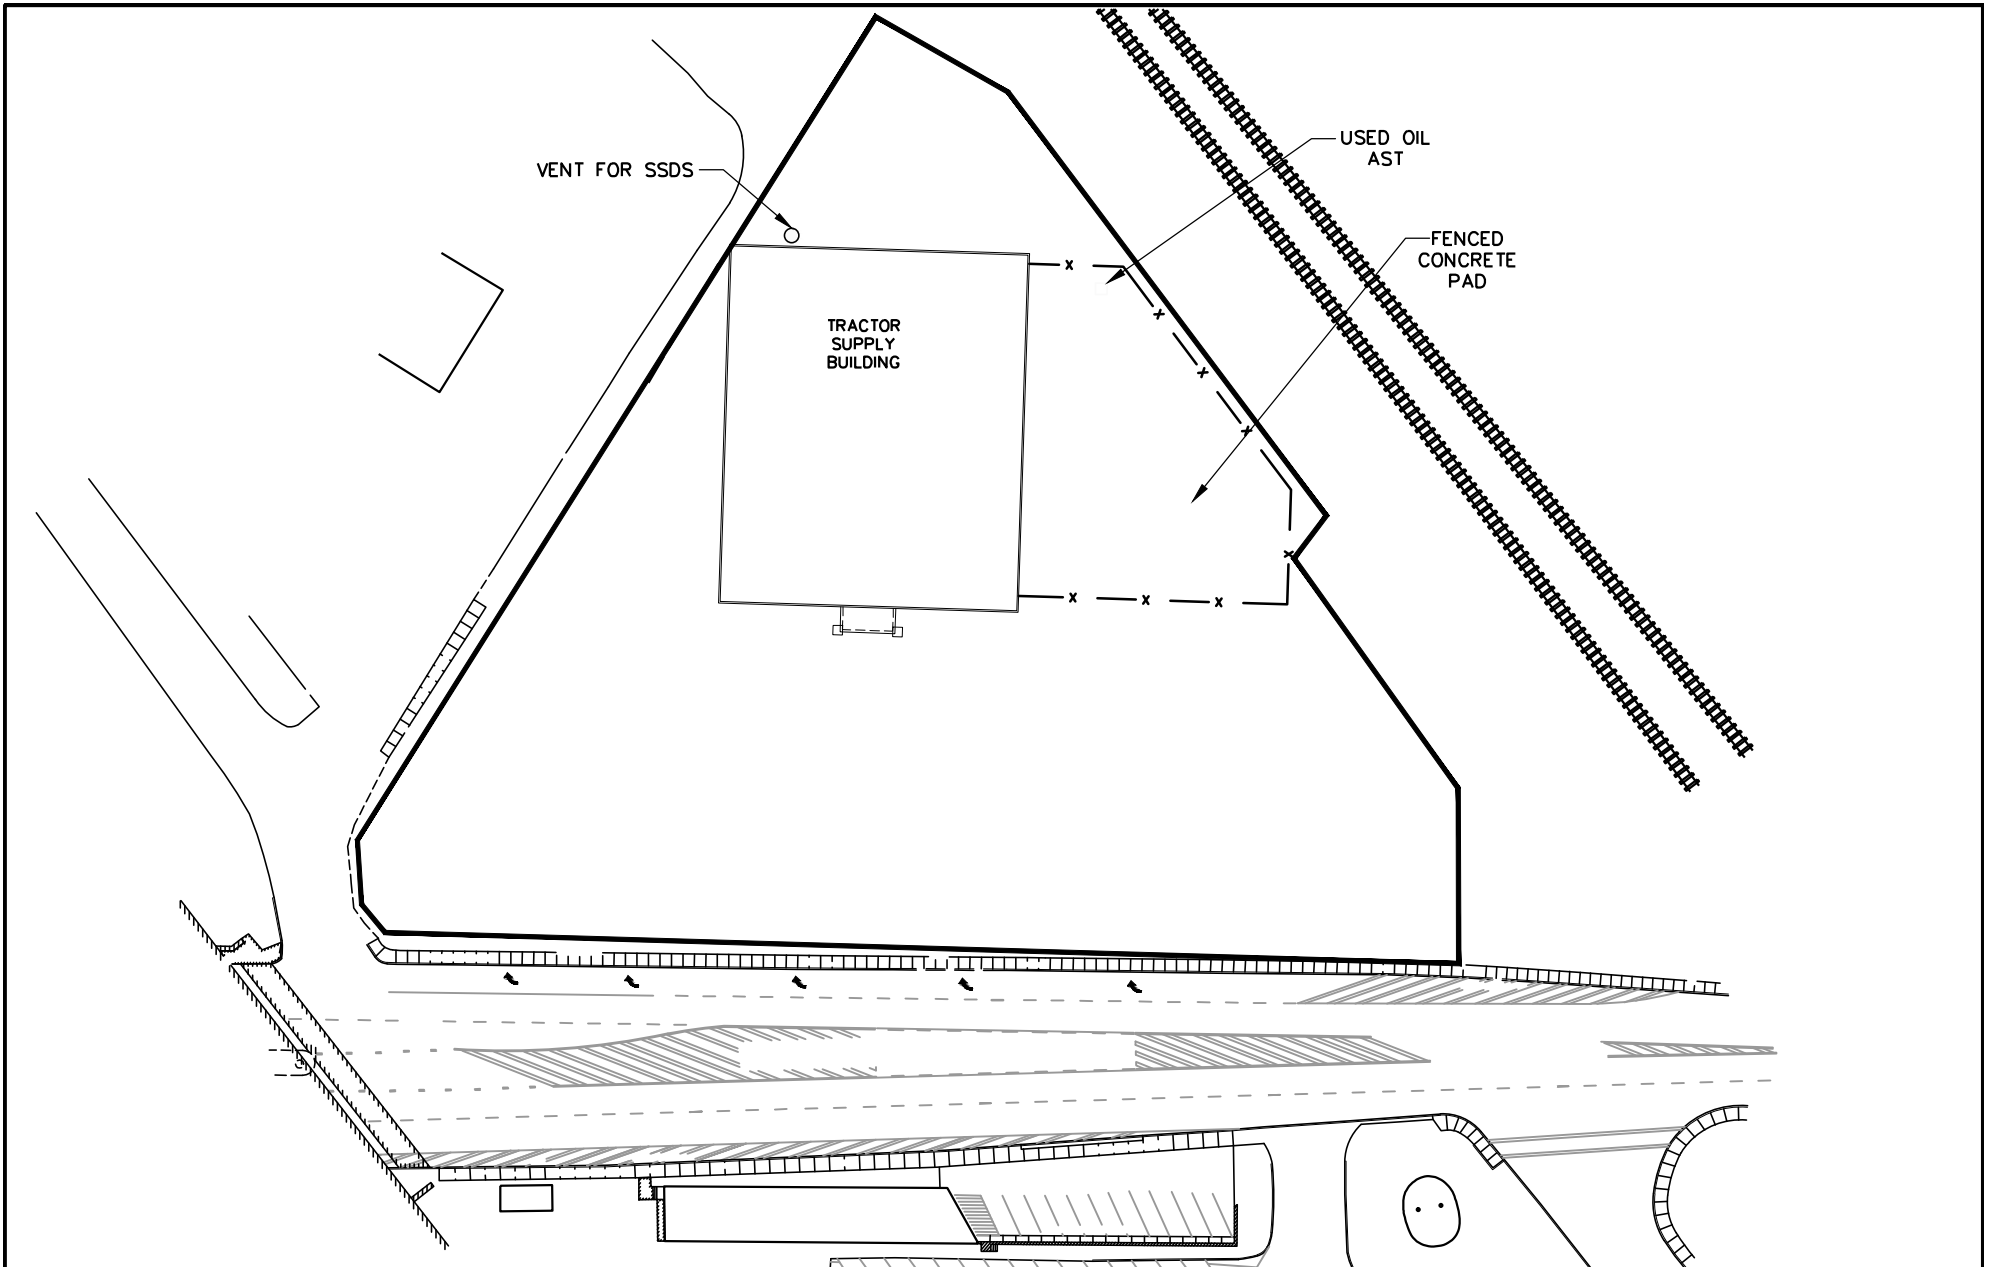 USED OIL
AST
VENT FOR SSDS
FENCED
CONCRETE
PAD
TRACTOR
SUPPLY
BUILDING